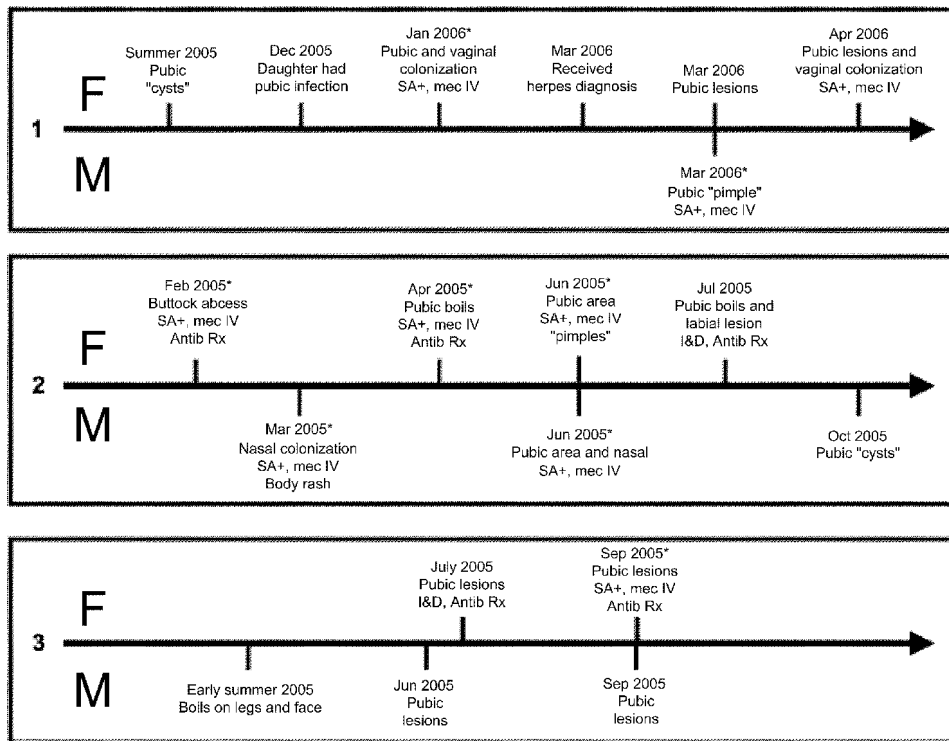 Summer 2005
Pubic
"cysts"
Dec 2005
Daughter had
pubic infection
Jan 2006*
Pubic and vaginal
colonization
SA+, mec IV
Mar 2006
Received
herpes diagnosis
Mar 2006
Pubic lesions
Apr 2006
Pubic lesions and
vaginal colonization
SA+, mec IV
F
1
M
Mar 2006*
Pubic "pimple"
SA+, mec IV
Feb 2005*
Buttock abcess
SA+, mec IV
Antib Rx
Apr 2005*
Pubic boils
SA+, mec IV
Antib Rx
Jun 2005*
Pubic area
SA+, mec IV
"pimples"
Jul 2005
Pubic boils and
labial lesion
I&D, Antib Rx
F
2
M
Mar 2005*
Nasal colonization
SA+, mec IV
Body rash
Jun 2005*
Pubic area and nasal
SA+, mec IV
Oct 2005
Pubic "cysts"
July 2005
Pubic lesions
I&D, Antib Rx
Sep 2005*
Pubic lesions
SA+, mec IV
Antib Rx
F
3
M
Early summer 2005
Boils on legs and face
Jun 2005
Pubic
lesions
Sep 2005
Pubic
lesions